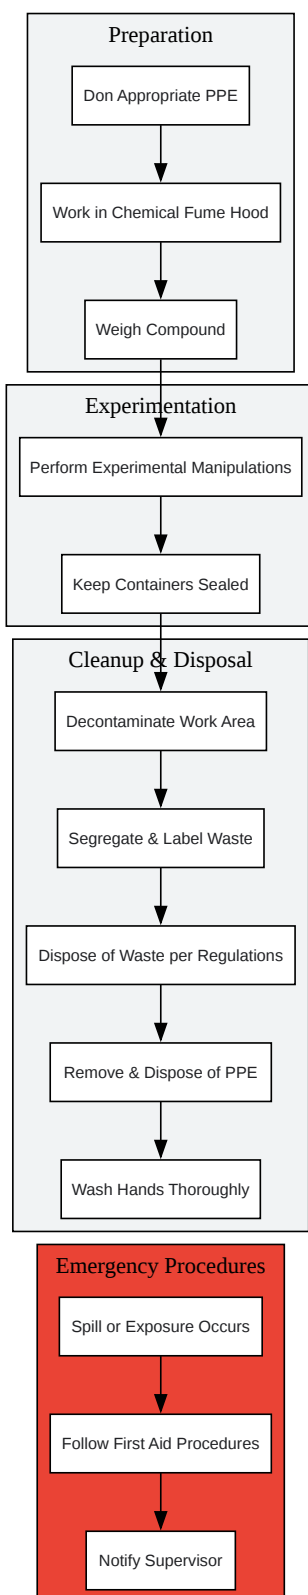 Preparation
Don Appropriate PPE
Work in Chemical Fume Hood
Weigh Compound
Experimentation
Perform Experimental Manipulations
Keep Containers Sealed
Cleanup & Disposal
Decontaminate Work Area
Segregate & Label Waste
Dispose of Waste per Regulations
Remove & Dispose of PPE
Wash Hands Thoroughly
Emergency Procedures
Spill or Exposure Occurs
Follow First Aid Procedures
Notify Supervisor